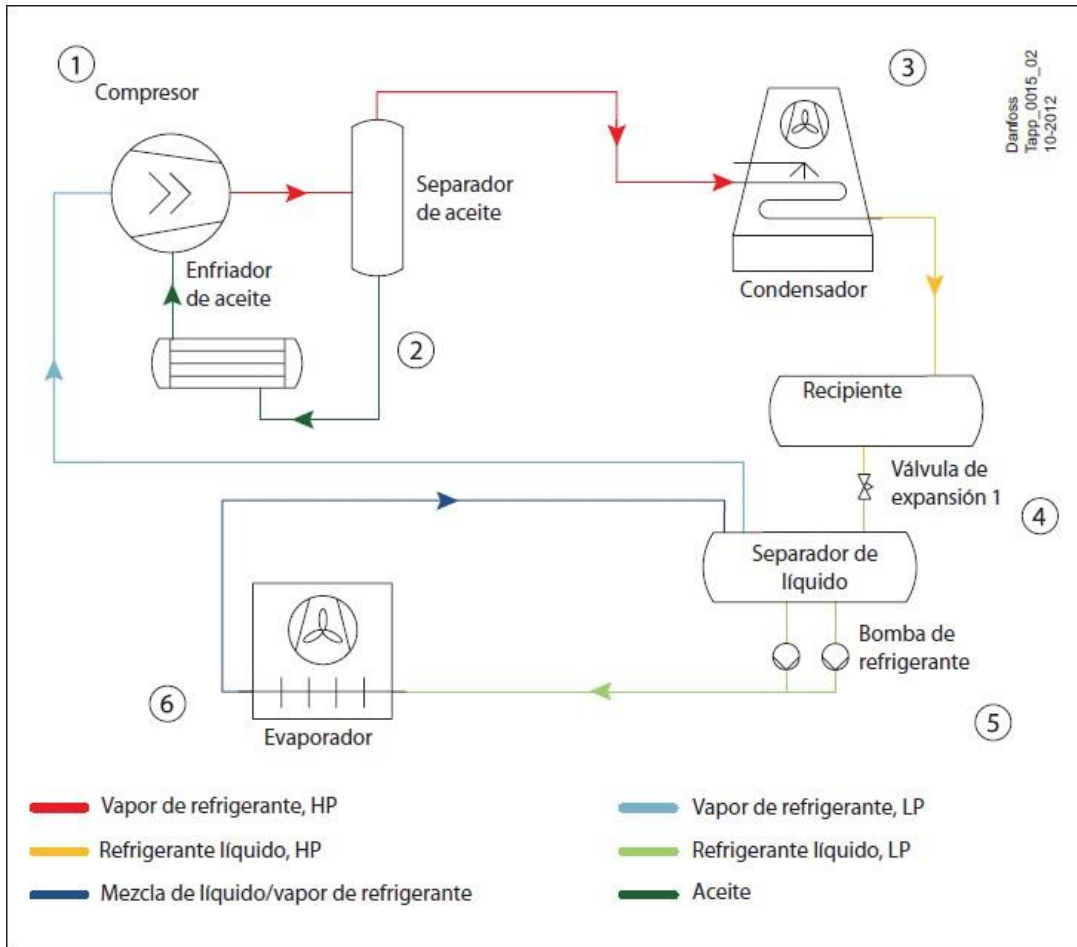 1
Compresor
3
Danfoss
Tapp_0015_02
10-2012
Separador
de aceite
Enfriador
de aceite
Condensador
2
Recipiente
Válvula de
expansión 1
4
Separador de
líquido
Bomba de
refrigerante
6
5
Evaporador
Vapor de refrigerante, HP
Vapor de refrigerante, LP
Refrigerante líquido, HP
Refrigerante líquido, LP
Mezcla de líquido/vapor de refrigerante
Aceite